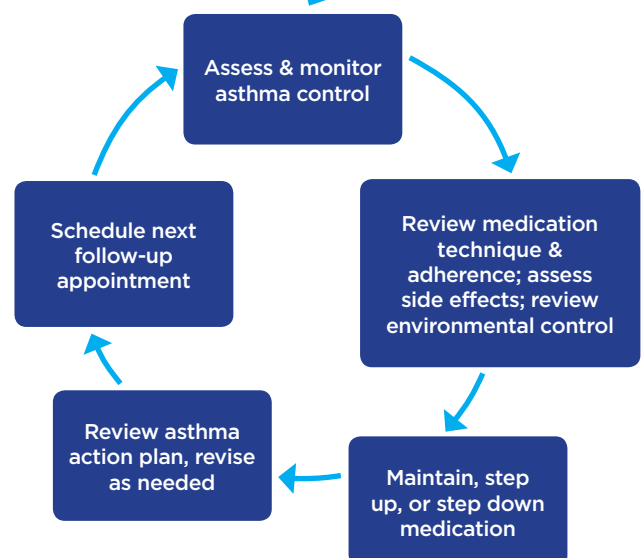 Assess & monitor
asthma control
Review medication
technique &
adherence; assess
side effects; review
environmental control
Maintain, step
up, or step down
medication
Review asthma
action plan, revise
as needed
Schedule next
follow-up
appointment